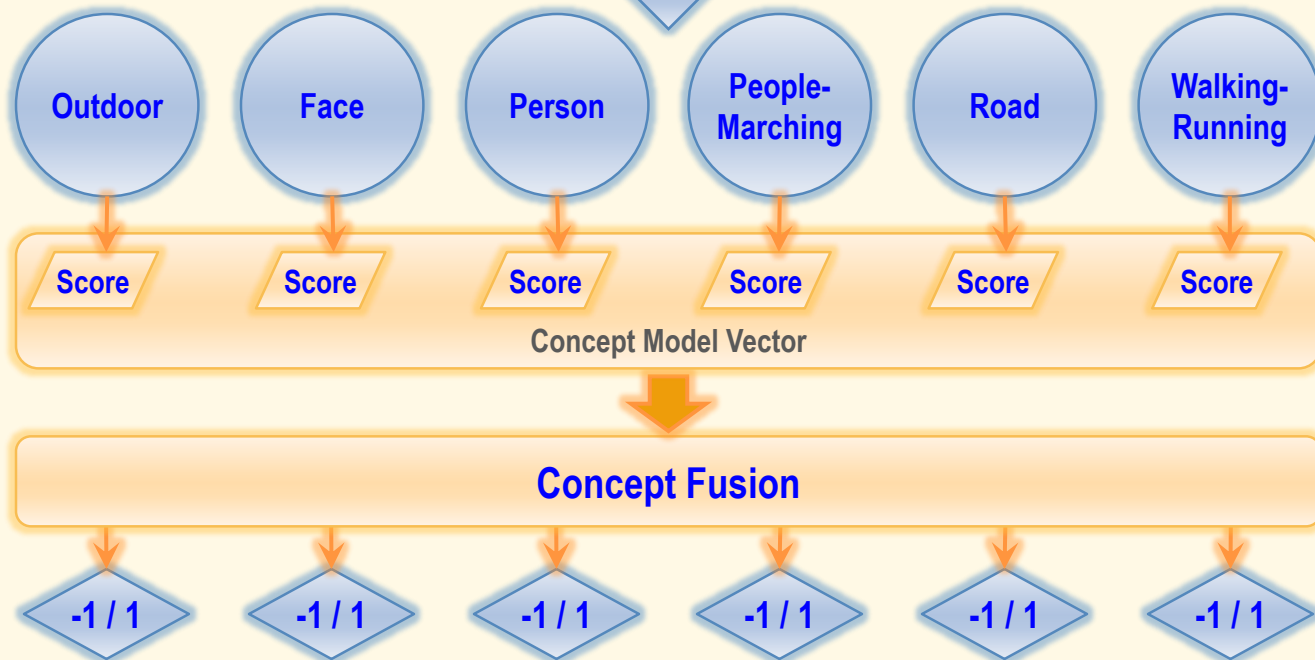 Outdoor
Face
Person
People-
Marching
Road
Walking-
Running
Score
Score
Score
Score
Score
Score
Concept Model Vector
Concept Fusion
-1 / 1
-1 / 1
-1 / 1
-1 / 1
-1 / 1
-1 / 1